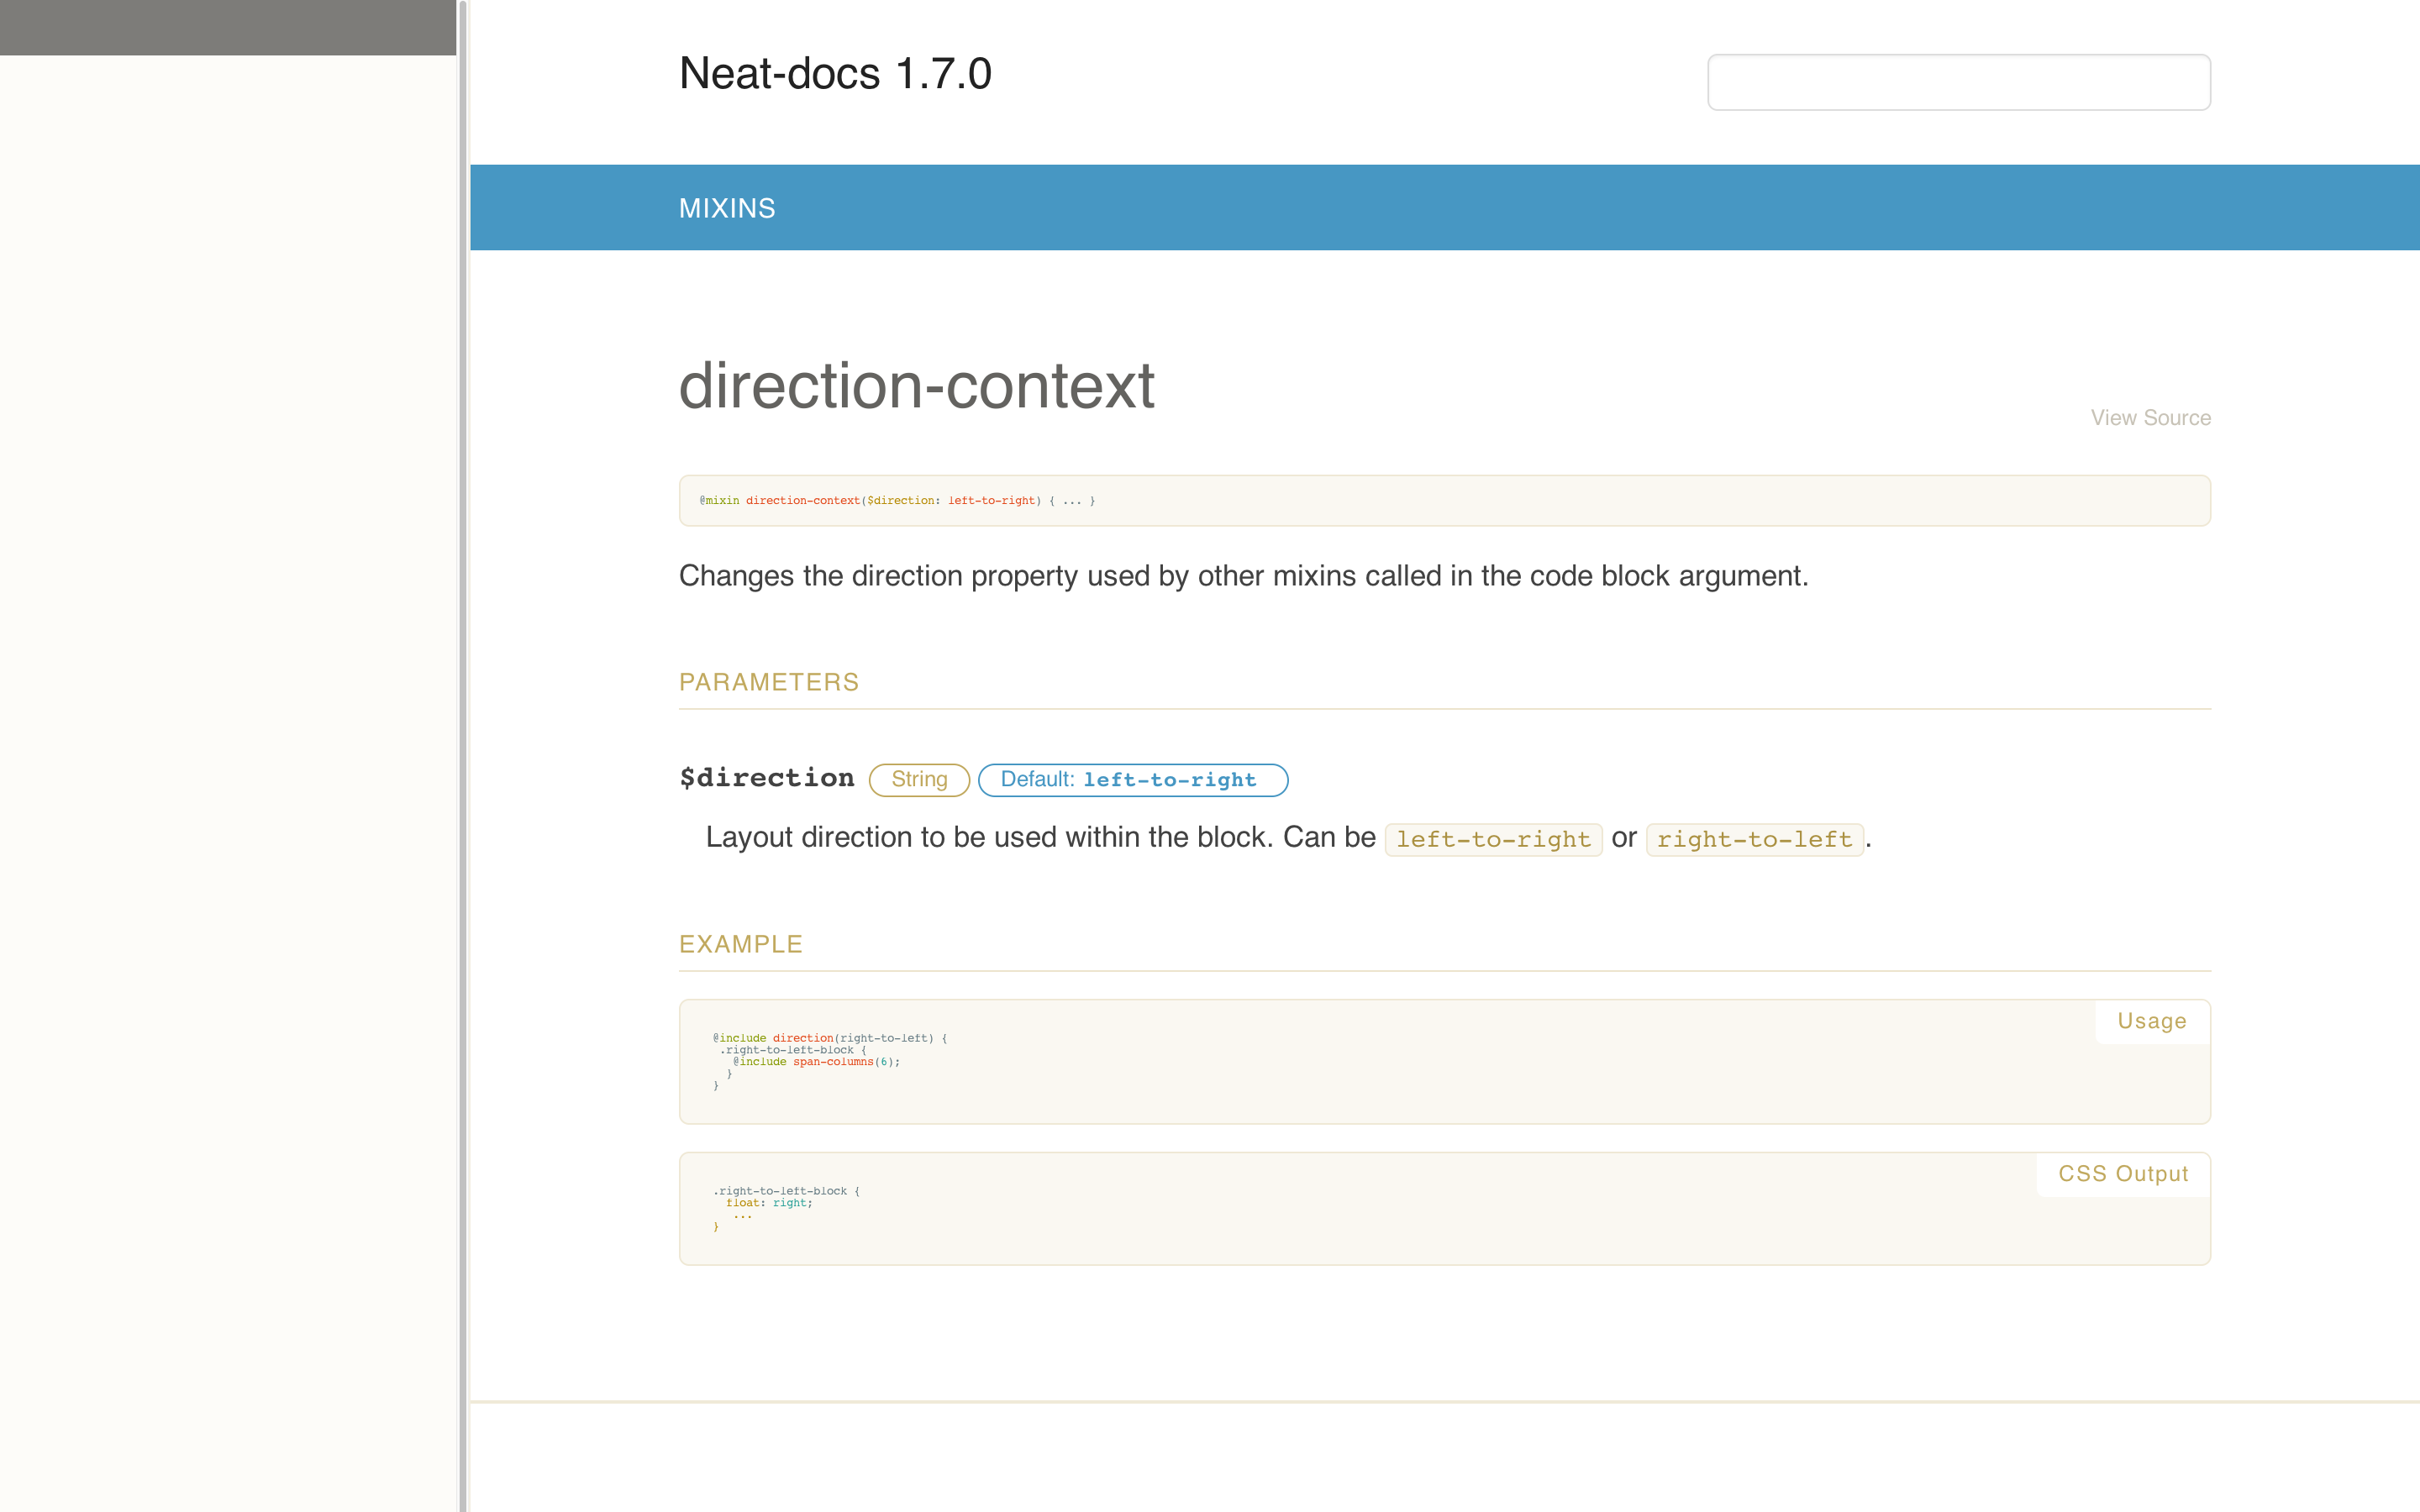 Neat-docs 1.7.0
MIXINS
direction-context
View Source
@mixin direction-context($direction: left-to-right) { ... }
Changes the direction property used by other mixins called in the code block argument.
PARAMETERS
$direction String Default: left-to-right
Layout direction to be used within the block. Can be left-to-right or right-to-left.
EXAMPLE
Usage
@include direction(right-to-left) {
 .right-to-left-block {
   @include span-columns(6);
  }
}
CSS Output
.right-to-left-block {
  float: right;
   ...
}